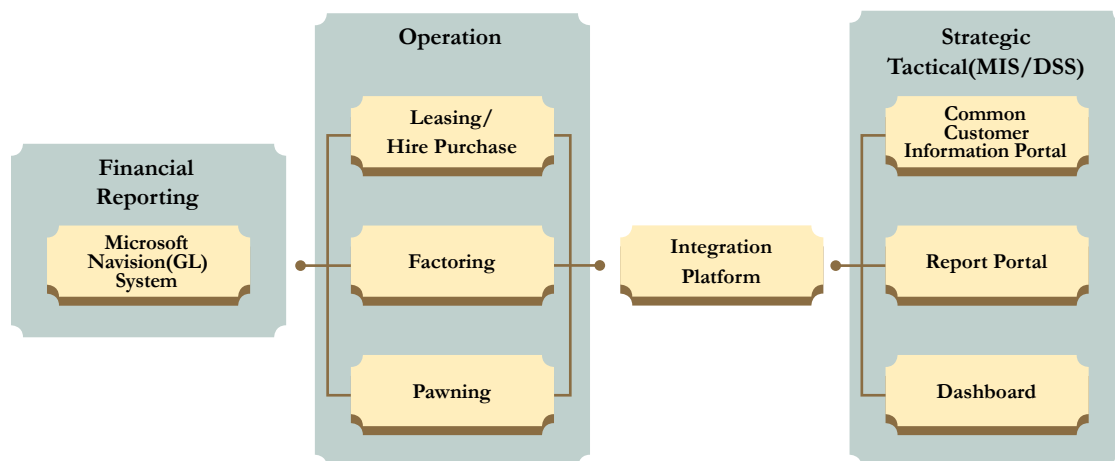 Financial
Reporting
Microsoft
Navision(GL)
System
Operation
Leasing/
Hire Purchase
Factoring
Pawning
Integration
Platform
Strategic
Tactical(MIS/DSS)
Common
Customer
Information Portal
Report Portal
Dashboard